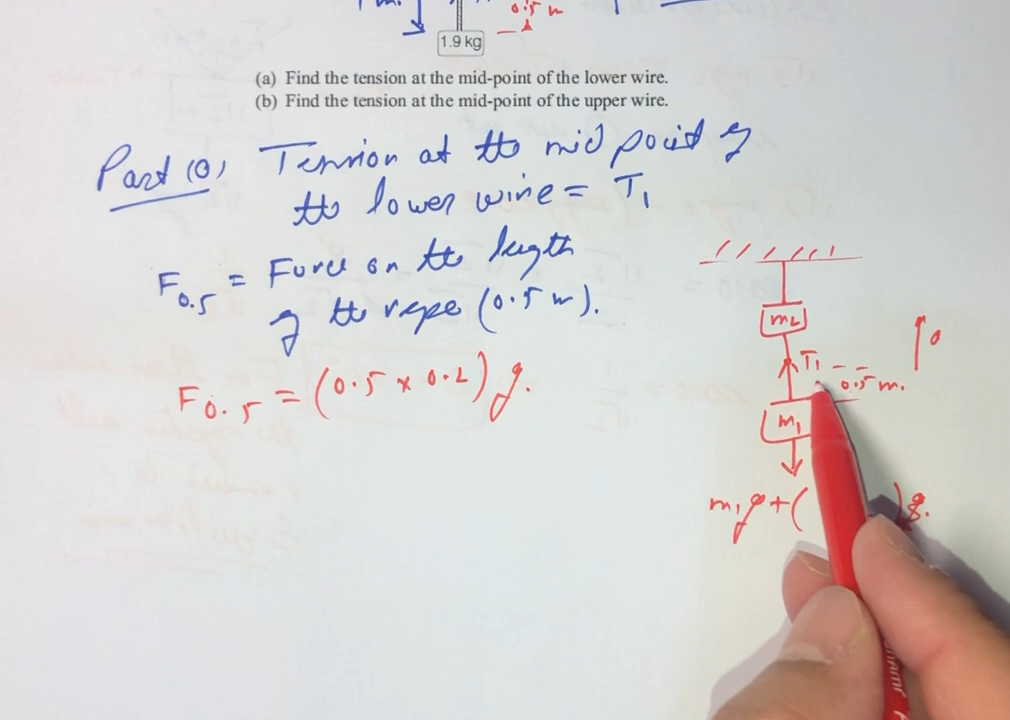 0.5 m
1.9 kg
(a) Find the tension at the mid-point of the lower wire.
(b) Find the tension at the mid-point of the upper wire.
Part (a) Tension at the mid point of
the lower wire = T1
F0.5 = Force on the length
of the rope (0.5 m).
F0.5 = (0.5 x 0.2) g.
m2
T1
a
0.5 m.
m1
m1g + ( )g.